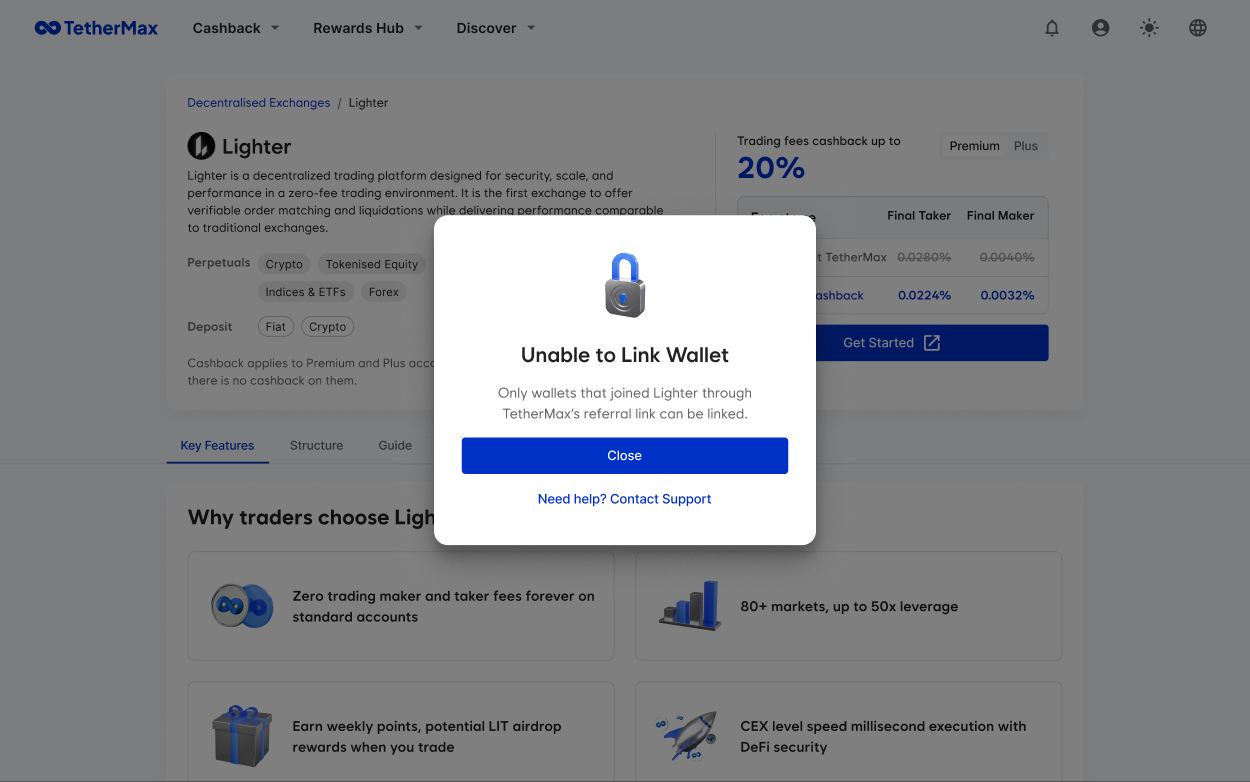 TetherMax
Cashback
Rewards Hub
Discover
Decentralised Exchanges / Lighter
Lighter
Lighter is a decentralized trading platform designed for security, scale, and
performance in a zero-fee trading environment. It is the first exchange to offer
verifiable order matching and liquidations while delivering performance comparable
to traditional exchanges.
Perpetuals
Crypto
Tokenised Equity
Indices & ETFs
Forex
Deposit
Fiat
Crypto
Cashback applies to Premium and Plus acco
there is no cashback on them.
Trading fees cashback up to
20%
Premium
Plus
Final Taker
Final Maker
t TetherMax
0.0280%
0.0040%
ashback
0.0224%
0.0032%
Get Started
Unable to Link Wallet
Only wallets that joined Lighter through
TetherMax's referral link can be linked.
Close
Need help? Contact Support
Key Features
Structure
Guide
Why traders choose Ligh
Zero trading maker and taker fees forever on
standard accounts
80+ markets, up to 50x leverage
Earn weekly points, potential LIT airdrop
rewards when you trade
CEX level speed millisecond execution with
DeFi security